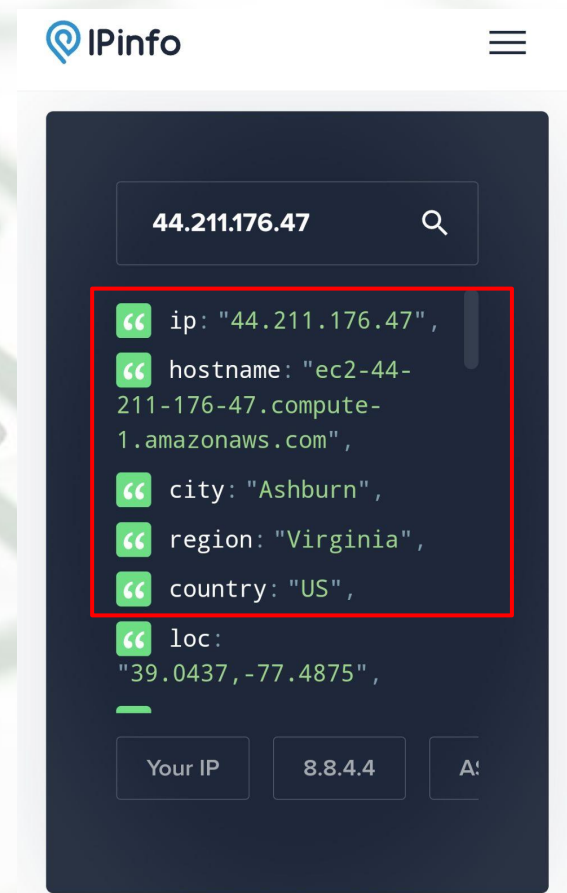 IPinfo
44.211.176.47
ip: "44.211.176.47",
hostname: "ec2-44-
211-176-47.compute-
1.amazonaws.com",
city: "Ashburn",
region: "Virginia",
country: "US",
loc:
"39.0437,-77.4875",
Your IP
8.8.4.4